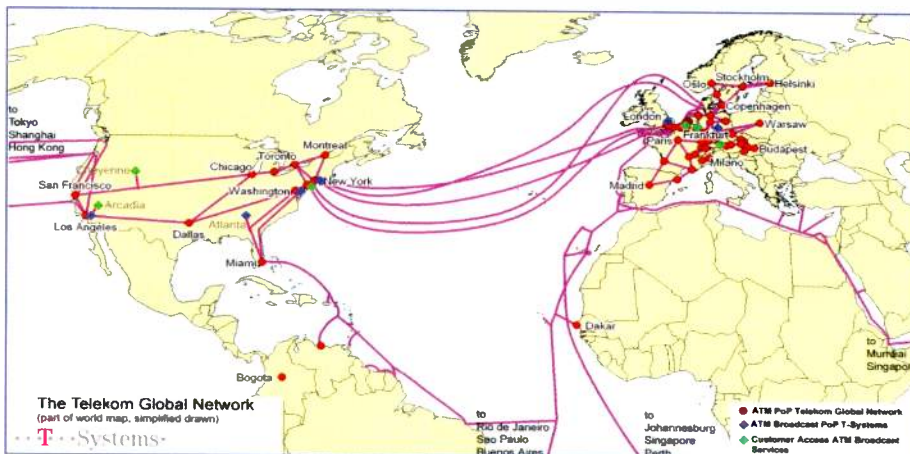 to
Tokyo
Shanghai
Hong Kong
Cheyenne
San Francisco
Arcadia
Los Angeles
Chicago
Toronto
Montreal
Washington
New York
Atlanta
Dallas
Miami
Bogota
London
Paris
Madrid
Oslo
Stockholm
Helsinki
Copenhagen
Frankfurt
Warsaw
Budapest
Milano
Dakar
to
Mumbai
Singapo
to
Rio de Janeiro
Sao Paulo
Buenos Aires
to
Johannesburg
Singapore
Perth
The Telekom Global Network
(part of world map, simplified drawn)
T Systems
ATM PoP Telekom Global Network
ATM Broadcast PoP T-Systems
Customer Access ATM Broadcast
Services